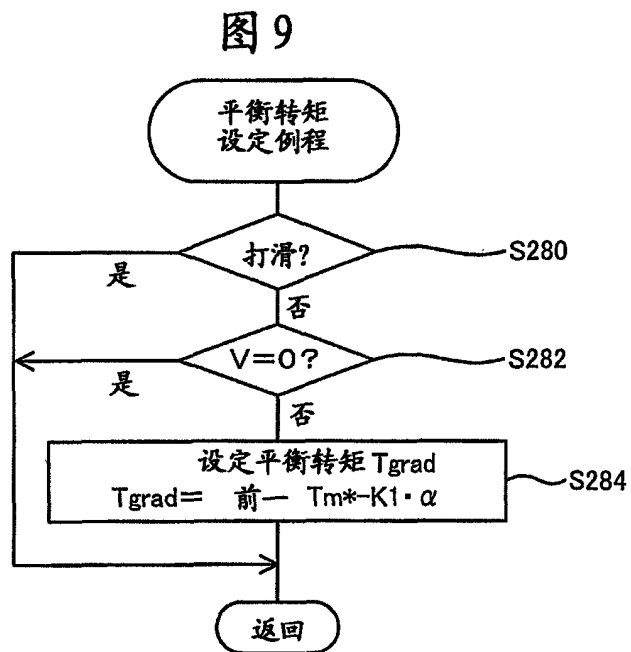 图 9
平衡转矩
设定例程
打滑?
S280
是
否
V=0?
S282
是
否
设定平衡转矩 Tgrad
Tgrad= 前一 Tm*-K1·α
S284
返回